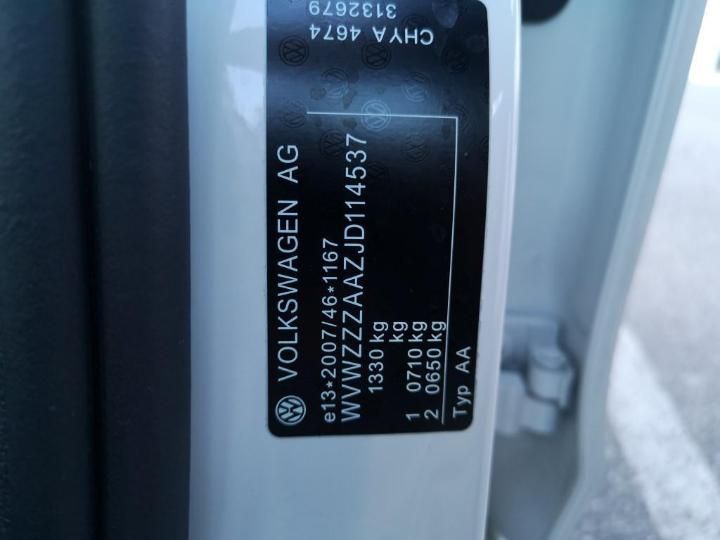 VOLKSWAGEN AG
e13*2007/46*1167
WVWZZZAAZJD114537
1330 kg
kg
1 0710 kg
2 0650 kg
Typ AA
CHYA 4674
3132679